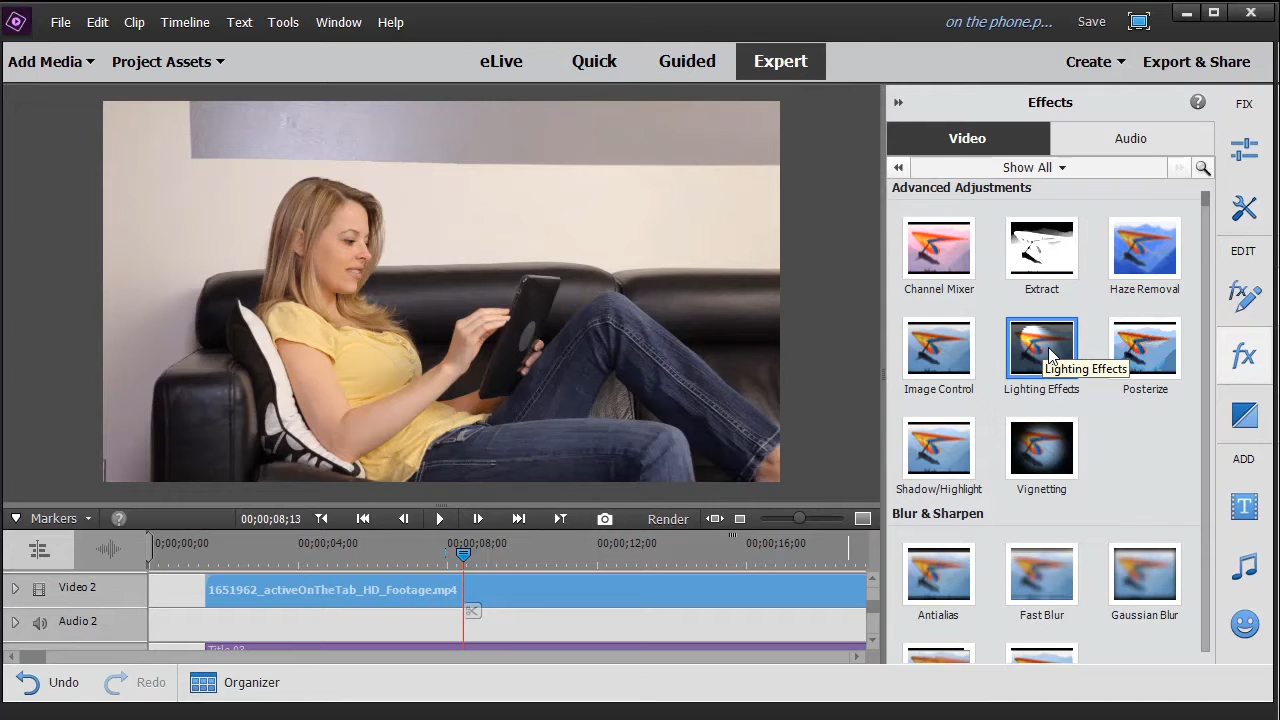 File Edit Clip Timeline Text Tools Window Help on the phone.p... Save
Add Media Project Assets eLive Quick Guided Expert Create Export & Share
Effects
FIX
Video Audio
Show All
Advanced Adjustments
Channel Mixer Extract Haze Removal
EDIT
Lighting Effects
Image Control Lighting Effects Posterize
fx
Shadow/Highlight Vignetting
ADD
Blur & Sharpen
Antialias Fast Blur Gaussian Blur
Markers 00;00;08;13 Render
0;00;00;00 00;00;04;00 00;00;08;00 00;00;12;00 00;00;16;00
Video 2 1651962_activeOnTheTab_HD_Footage.mp4
Audio 2
Title 03
Undo Redo Organizer